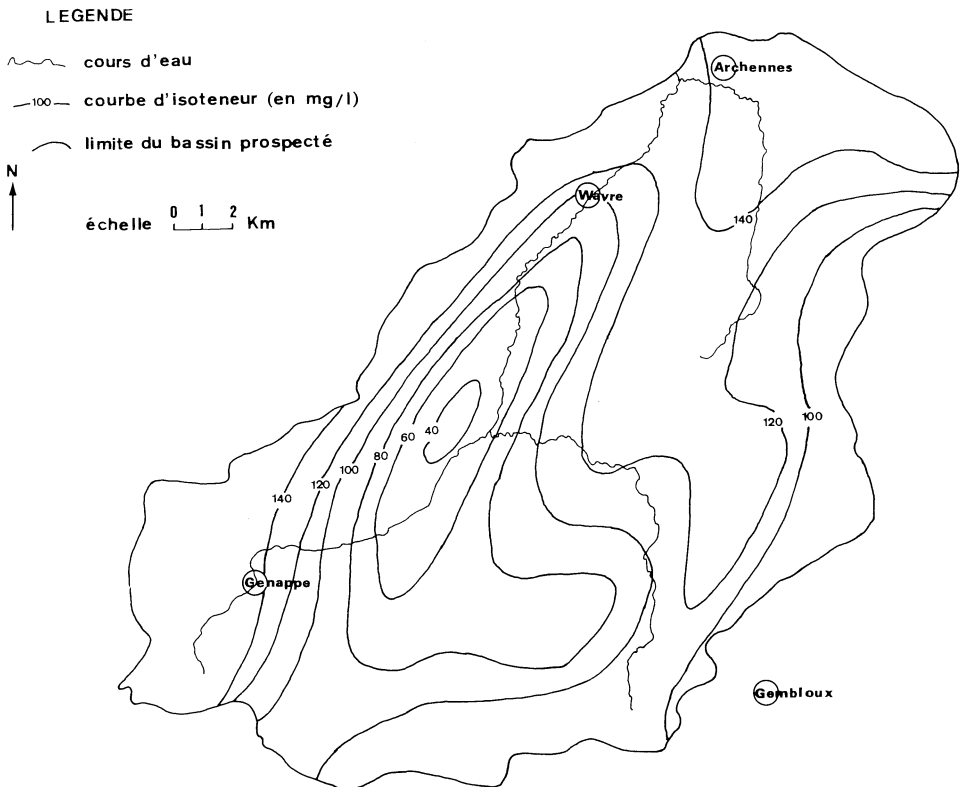 LEGENDE
cours d'eau
100 courbe d'isoteneur (en mg/l)
limite du bassin prospecté
N
échelle 0 1 2 Km
Archennes
Wavre
140
120
100
40
60
80
100
120
140
Genappe
Gembloux